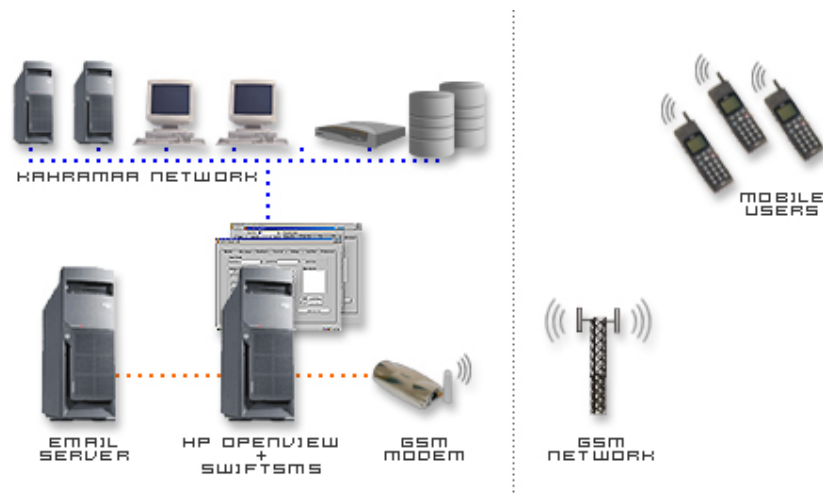 KAHRAMAA NETWORK
MOBILE
USERS
EMAIL
SERVER
HP OPENVIEW
+
SWIFTSMS
GSM
MODEM
GSM
NETWORK